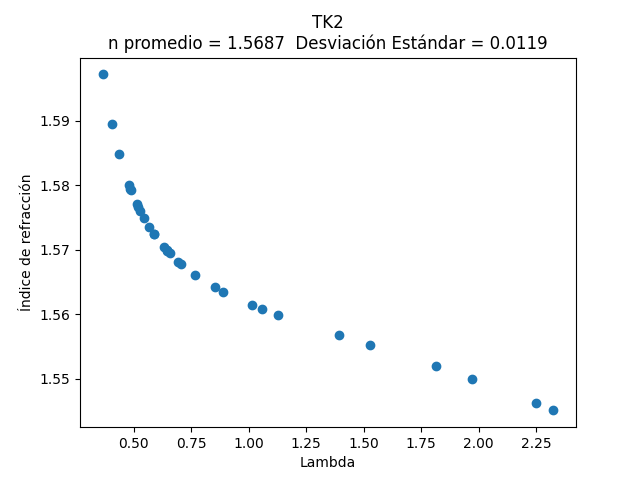 TK2
n promedio = 1.5687  Desviación Estándar = 0.0119
Índice de refracción
1.59
1.58
1.57
1.56
1.55
0.50 0.75 1.00 1.25 1.50 1.75 2.00 2.25
Lambda